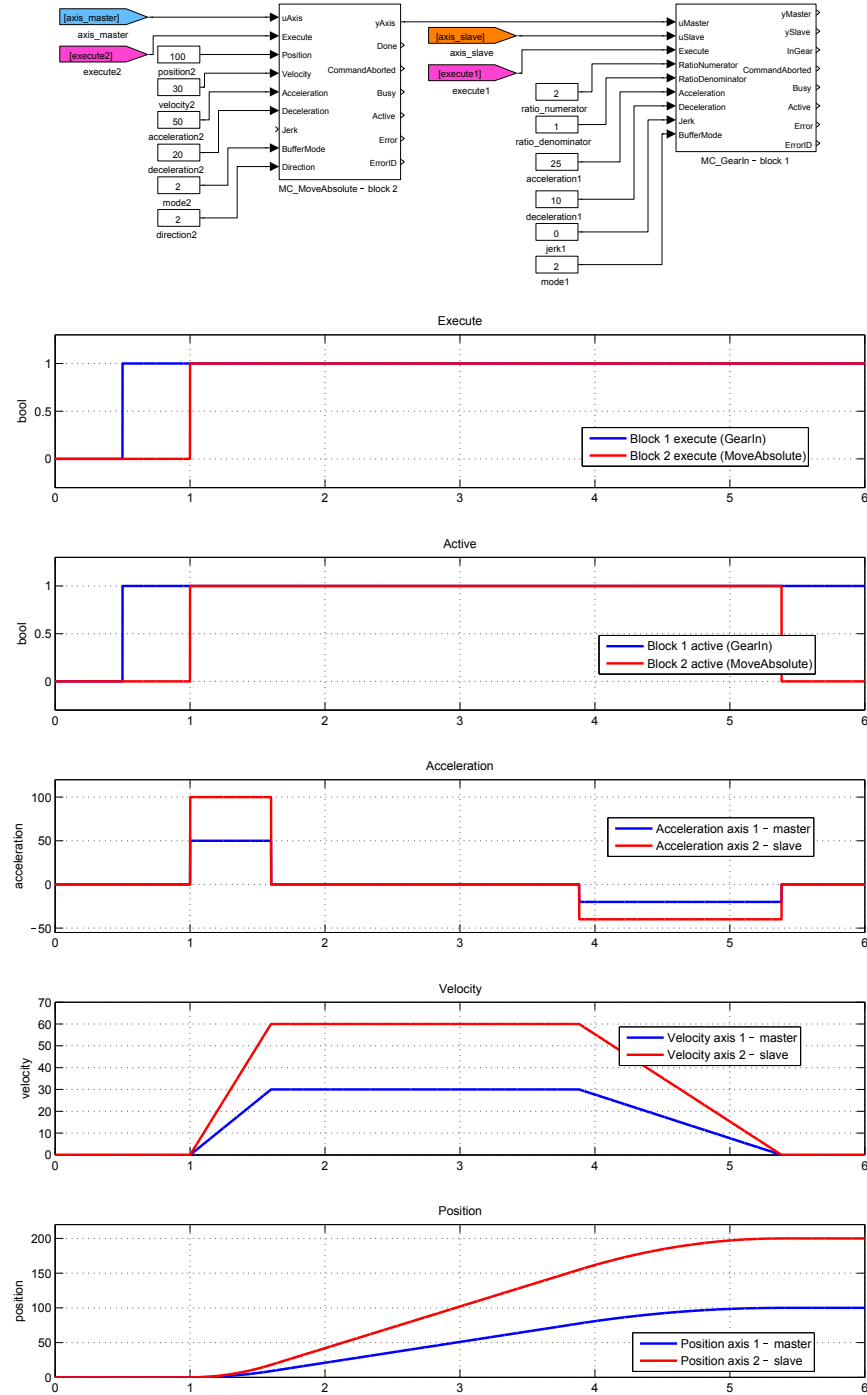 [axis_master]
axis_master
[execute2]
execute2
100
position2
30
velocity2
50
acceleration2
20
deceleration2
2
mode2
2
direction2
uAxis
Execute
Position
Velocity
Acceleration
Deceleration
Jerk
BufferMode
Direction
yAxis
Done
CommandAborted
Busy
Active
Error
ErrorID
MC_MoveAbsolute - block 2
[axis_slave]
axis_slave
[execute1]
execute1
2
ratio_numerator
1
ratio_denominator
25
acceleration1
10
deceleration1
0
jerk1
2
mode1
uMaster
uSlave
Execute
RatioNumerator
RatioDenominator
Acceleration
Deceleration
Jerk
BufferMode
yMaster
ySlave
InGear
CommandAborted
Busy
Active
Error
ErrorID
MC_GearIn - block 1
Execute
bool
1
0.5
0
Block 1 execute (GearIn)
Block 2 execute (MoveAbsolute)
0 1 2 3 4 5 6
Active
bool
1
0.5
0
Block 1 active (GearIn)
Block 2 active (MoveAbsolute)
0 1 2 3 4 5 6
Acceleration
acceleration
100
50
0
-50
Acceleration axis 1 - master
Acceleration axis 2 - slave
0 1 2 3 4 5 6
Velocity
velocity
70
60
50
40
30
20
10
0
Velocity axis 1 - master
Velocity axis 2 - slave
0 1 2 3 4 5 6
Position
position
200
150
100
50
0
Position axis 1 - master
Position axis 2 - slave
0 1 2 3 4 5 6